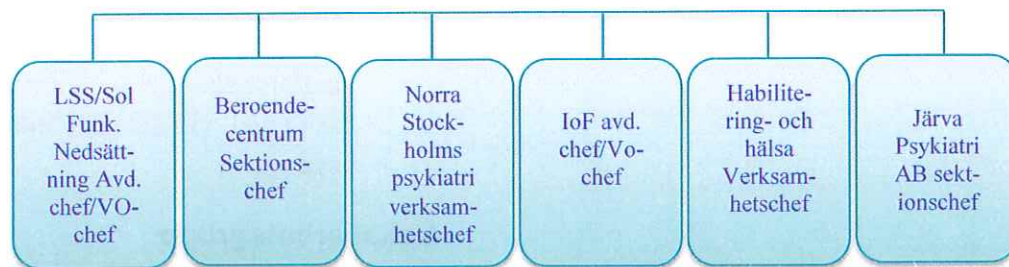 LSS/Sol
Funk.
Nedsätt-
ning Avd.
chef/VO-
chef
Beroende-
centrum
Sektions-
chef
Norra
Stock-
holms
psykiatri
verksam-
hetschef
IoF avd.
chef/Vo-
chef
Habilite-
ring- och
hälsa
Verksam-
hetschef
Järva
Psykiatri
AB sekt-
ionschef